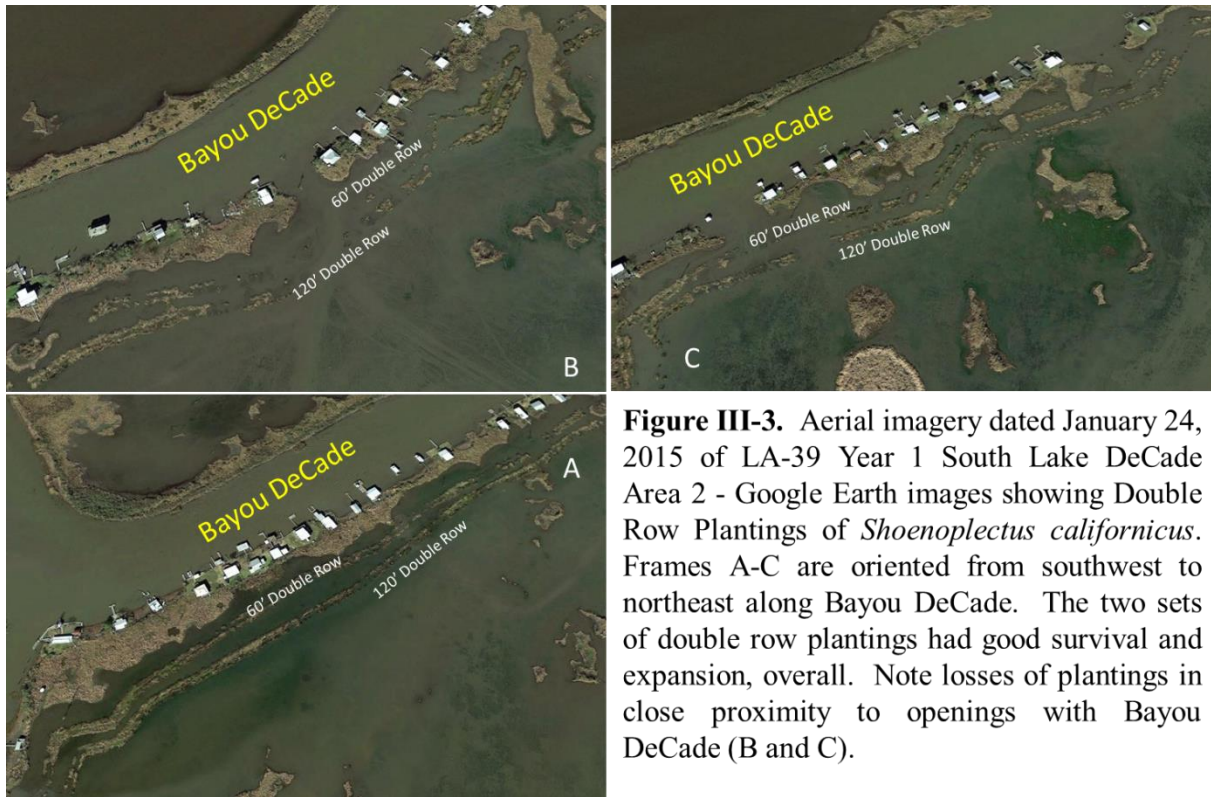 Bayou DeCade
60' Double Row
120' Double Row
B
Bayou DeCade
60' Double Row
120' Double Row
C
Bayou DeCade
60' Double Row
120' Double Row
A
Figure III-3. Aerial imagery dated January 24,
2015 of LA-39 Year 1 South Lake DeCade
Area 2 - Google Earth images showing Double
Row Plantings of Shoenoplectus californicus.
Frames A-C are oriented from southwest to
northeast along Bayou DeCade. The two sets
of double row plantings had good survival and
expansion, overall. Note losses of plantings in
close proximity to openings with Bayou
DeCade (B and C).